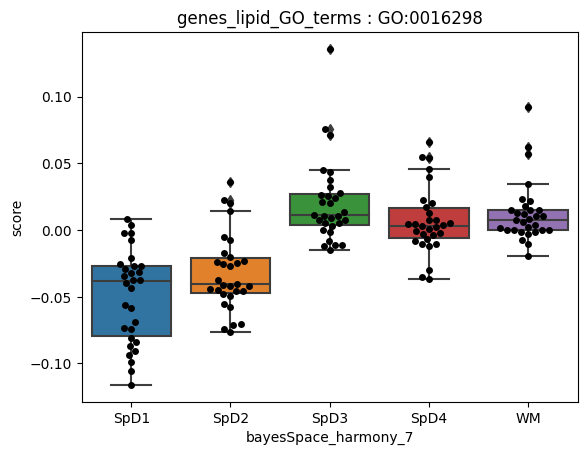 genes_lipid_GO_terms : GO:0016298
0.10
0.05
0.00
−0.05
−0.10
score
SpD1 SpD2 SpD3 SpD4 WM
bayesSpace_harmony_7